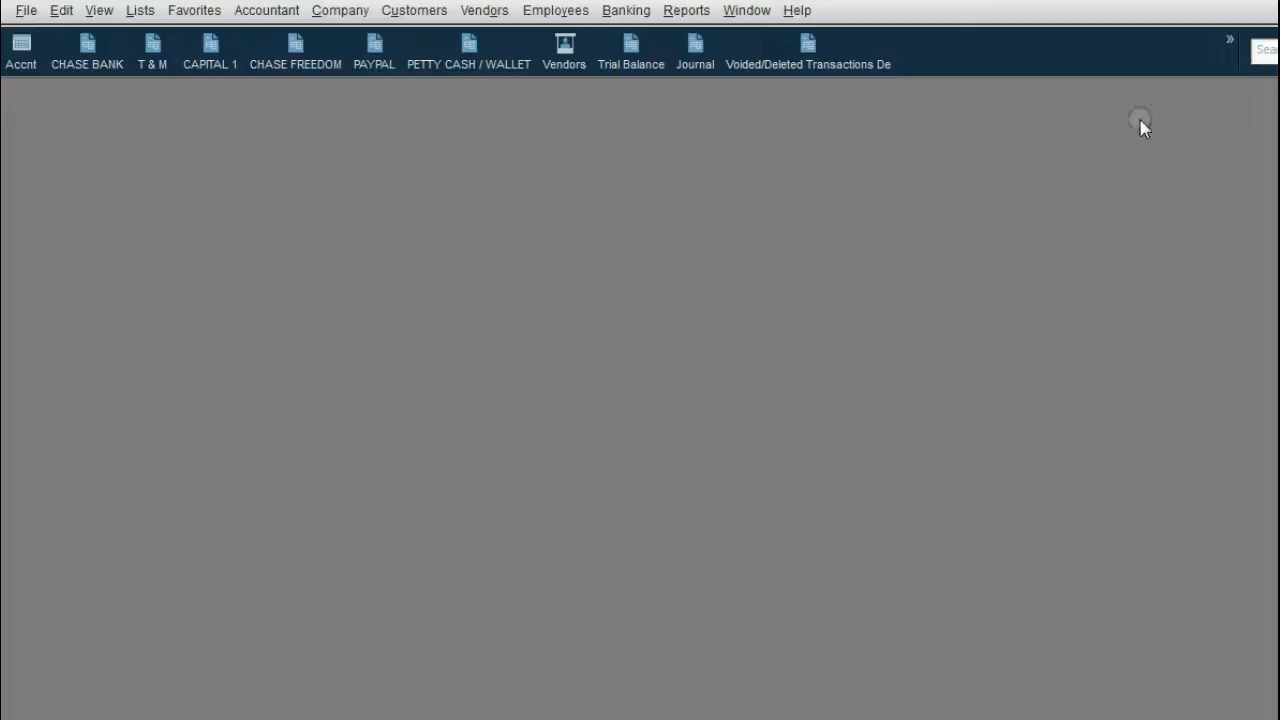 File Edit View Lists Favorites Accountant Company Customers Vendors Employees Banking Reports Window Help
Accnt CHASE BANK T & M CAPITAL 1 CHASE FREEDOM PAYPAL PETTY CASH / WALLET Vendors Trial Balance Journal Voided/Deleted Transactions De
» Sea